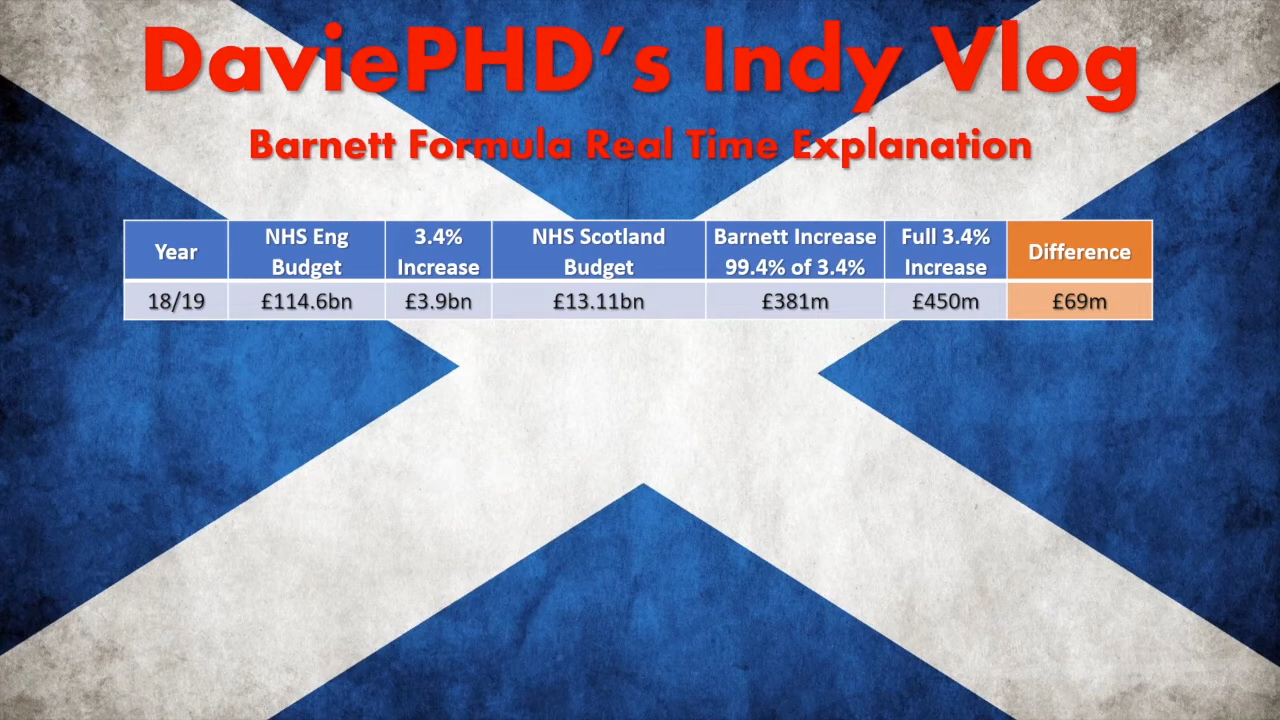 DaviePHD's Indy Vlog
Barnett Formula Real Time Explanation
Year
NHS Eng
Budget
3.4%
Increase
NHS Scotland
Budget
Barnett Increase
99.4% of 3.4%
Full 3.4%
Increase
Difference
18/19
£114.6bn
£3.9bn
£13.11bn
£381m
£450m
£69m